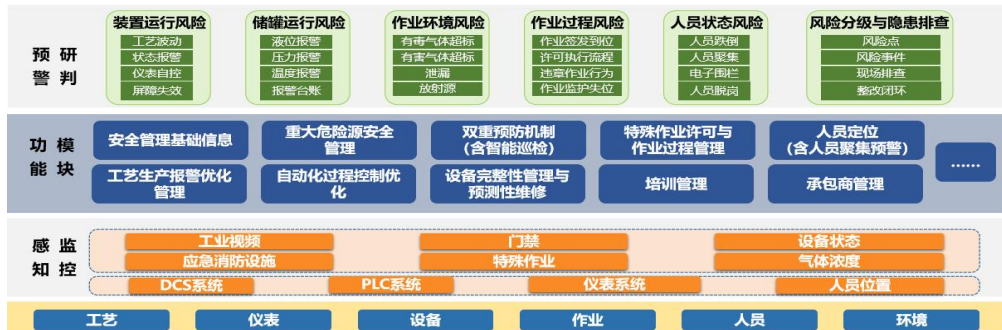 装置运行风险
工艺波动
状态报警
仪表自控
屏障失效
储罐运行风险
液位报警
压力报警
温度报警
报警台账
作业环境风险
有毒气体超标
有害气体超标
泄漏
放射源
作业过程风险
作业签发到位
许可执行流程
违章作业行为
作业监护失位
人员状态风险
人员跌倒
人员聚集
电子围栏
人员脱岗
风险分级与隐患排查
风险点
风险事件
现场排查
整改闭环
预 研
警 判
功 模
能 块
安全管理基础信息
重大危险源安全
管理
双重预防机制
(含智能巡检)
特殊作业许可与
作业过程管理
人员定位
(含人员聚集预警)
……
工艺生产报警优化
管理
自动化过程控制优
化
设备完整性管理与
预测性维修
培训管理
承包商管理
感 监
知 控
工业视频
门禁
设备状态
应急消防设施
特殊作业
气体浓度
DCS系统
PLC系统
仪表系统
人员位置
工艺
仪表
设备
作业
人员
环境